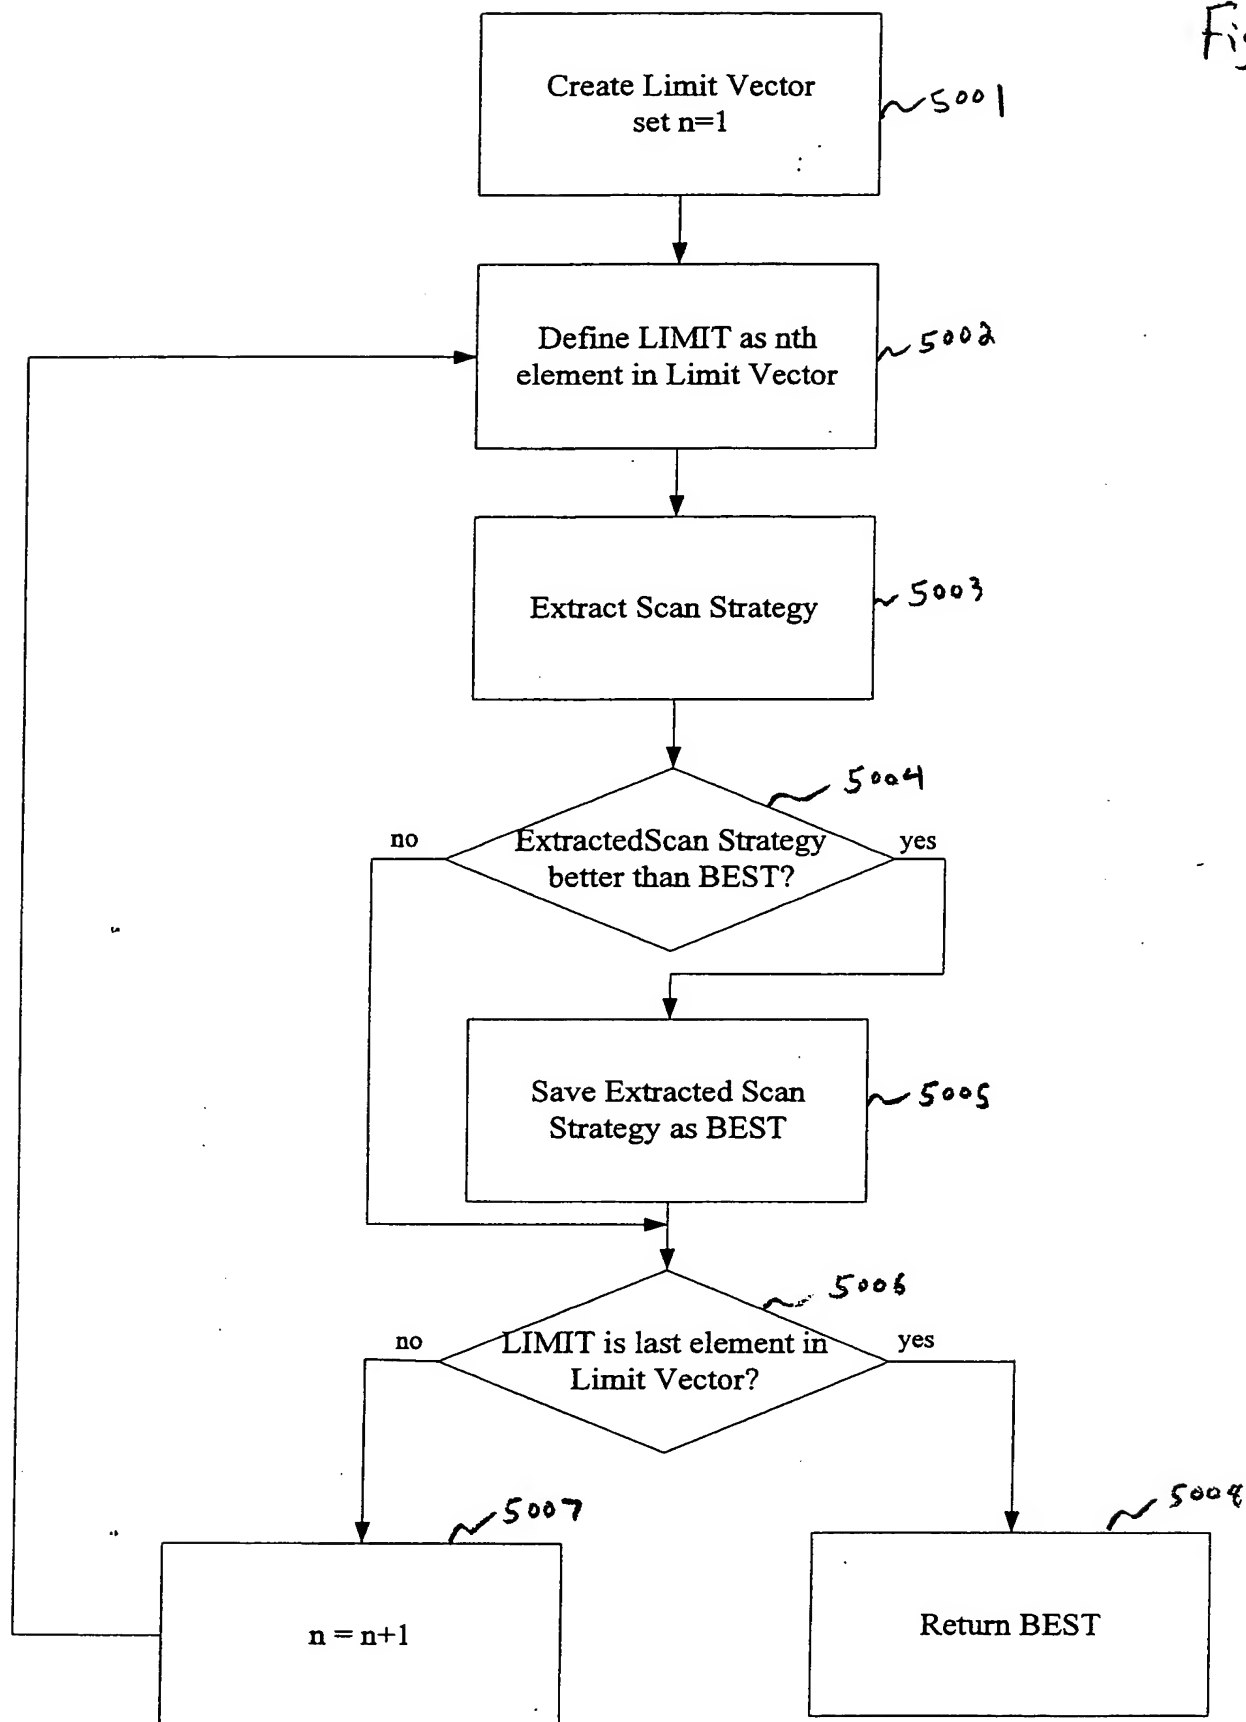 Create Limit Vector
set n=1
5001
Define LIMIT as nth
element in Limit Vector
5002
Extract Scan Strategy
5003
5004
no
ExtractedScan Strategy
better than BEST?
yes
Save Extracted Scan
Strategy as BEST
5005
5006
no
LIMIT is last element in
Limit Vector?
yes
5007
n = n+1
5008
Return BEST